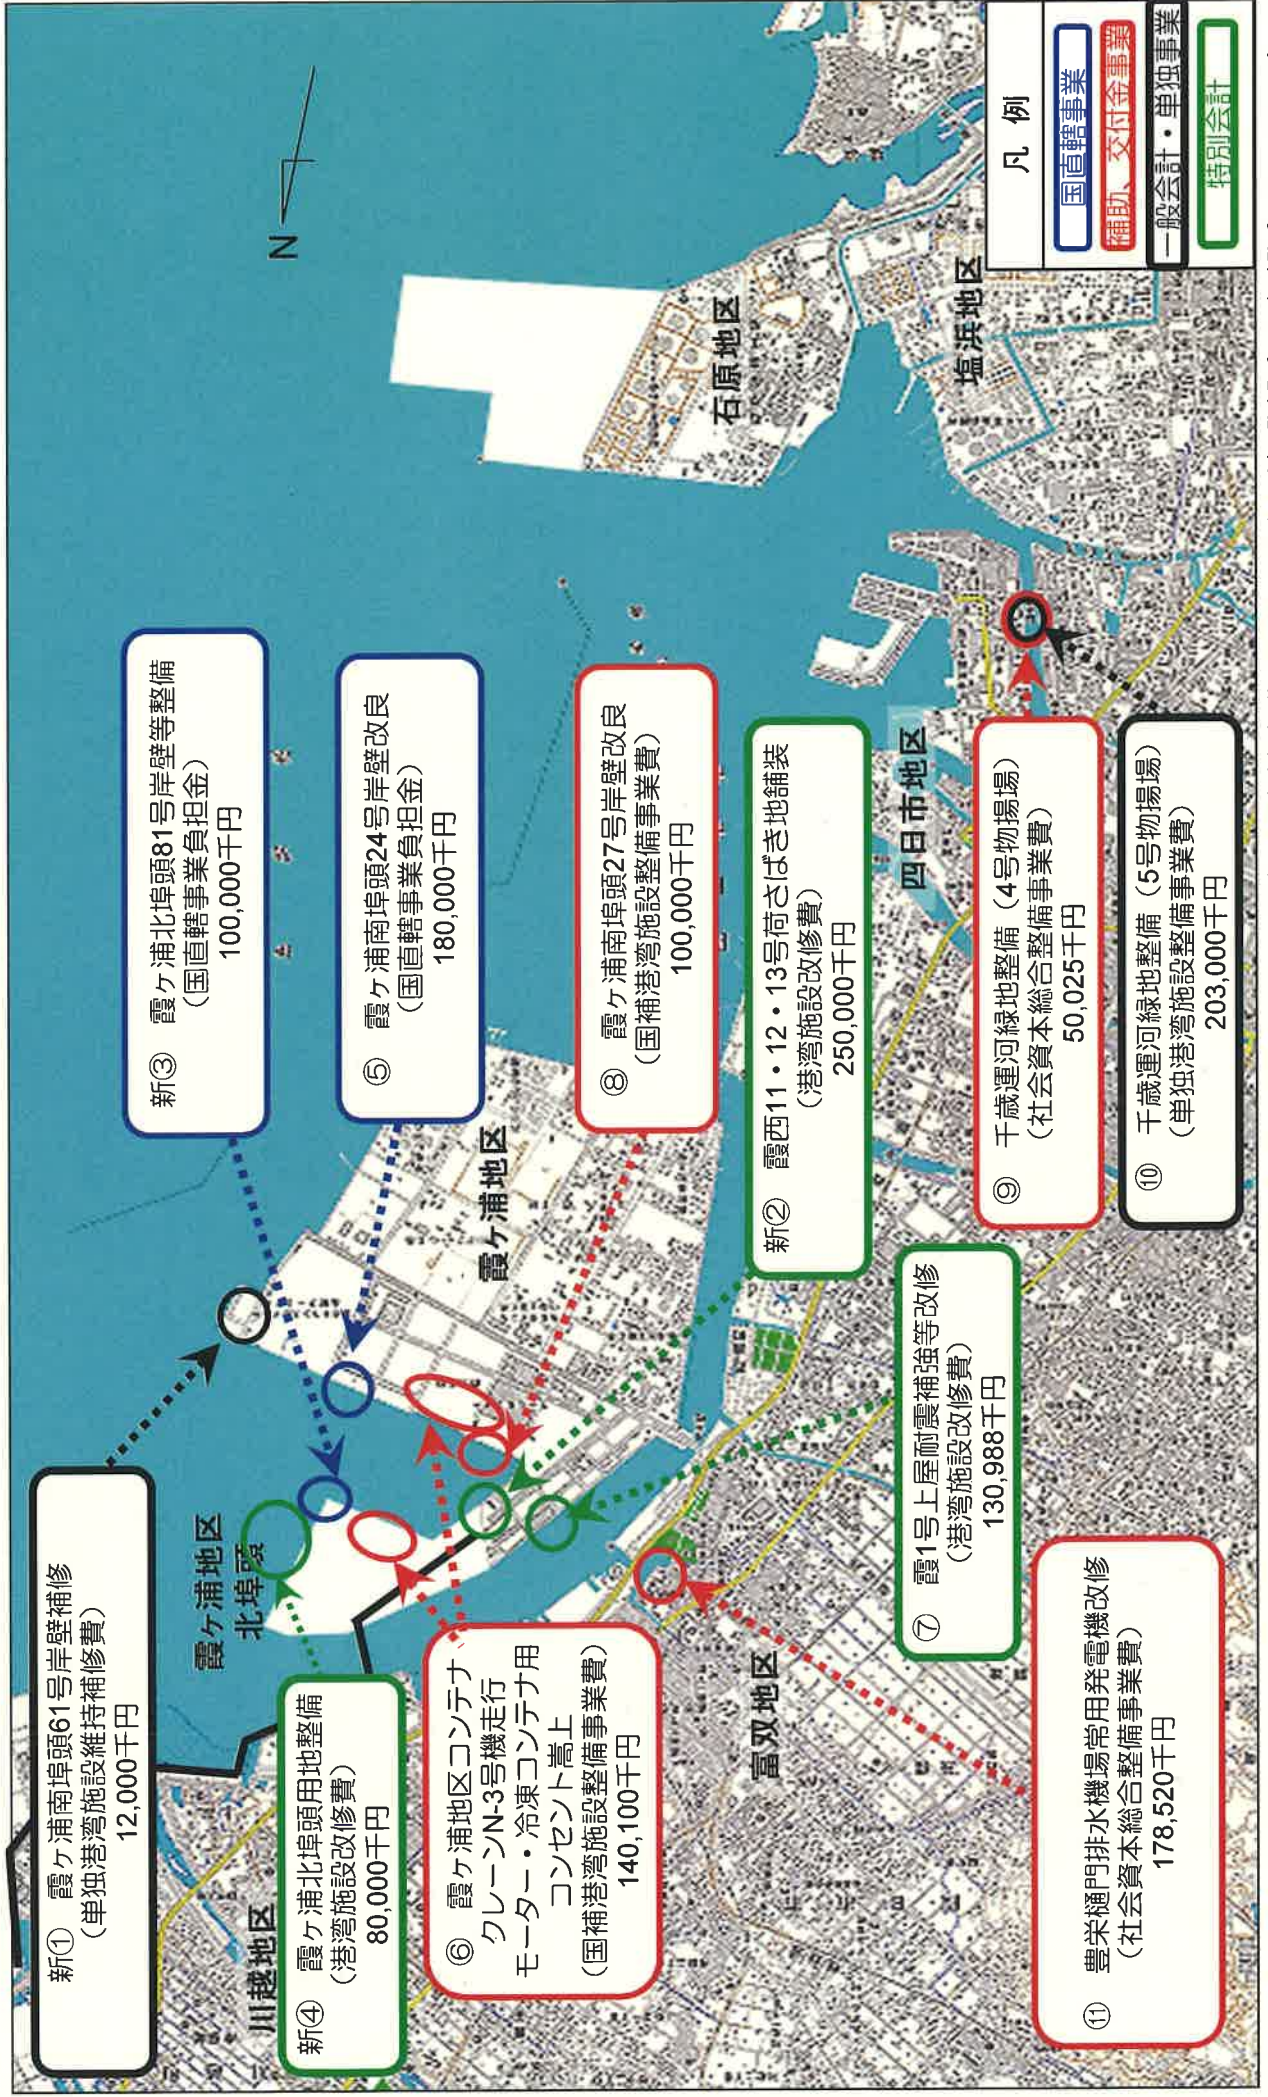 新① 霞ヶ浦南埠頭61号岸壁補修
（単独港湾施設維持補修費）
12,000千円
新③ 霞ヶ浦北埠頭81号岸壁等整備
（国直轄事業負担金）
100,000千円
N
霞ヶ浦地区
北埠頭
川越地区
新④ 霞ヶ浦北埠頭用地整備
（港湾施設改修費）
80,000千円
⑤ 霞ヶ浦南埠頭24号岸壁改良
（国直轄事業負担金）
180,000千円
⑥ 霞ヶ浦地区コンテナ
クレーンN-3号機走行
モーター・冷凍コンテナ用
コンセント嵩上
（国補港湾施設整備事業費）
140,100千円
霞ヶ浦地区
⑧ 霞ヶ浦南埠頭27号岸壁改良
（国補港湾施設整備事業費）
100,000千円
石原地区
富双地区
新② 霞西11・12・13号荷さばき地舗装
（港湾施設改修費）
250,000千円
⑦ 霞1号上屋耐震補強等改修
（港湾施設改修費）
130,988千円
四日市地区
塩浜地区
⑨ 千歳運河緑地整備（4号物揚場）
（社会資本総合整備事業費）
50,025千円
⑪ 豊栄樋門排水機場常用発電機改修
（社会資本総合整備事業費）
178,520千円
⑩ 千歳運河緑地整備（5号物揚場）
（単独港湾施設整備事業費）
203,000千円
凡 例
国直轄事業
補助、交付金事業
一般会計・単独事業
特別会計